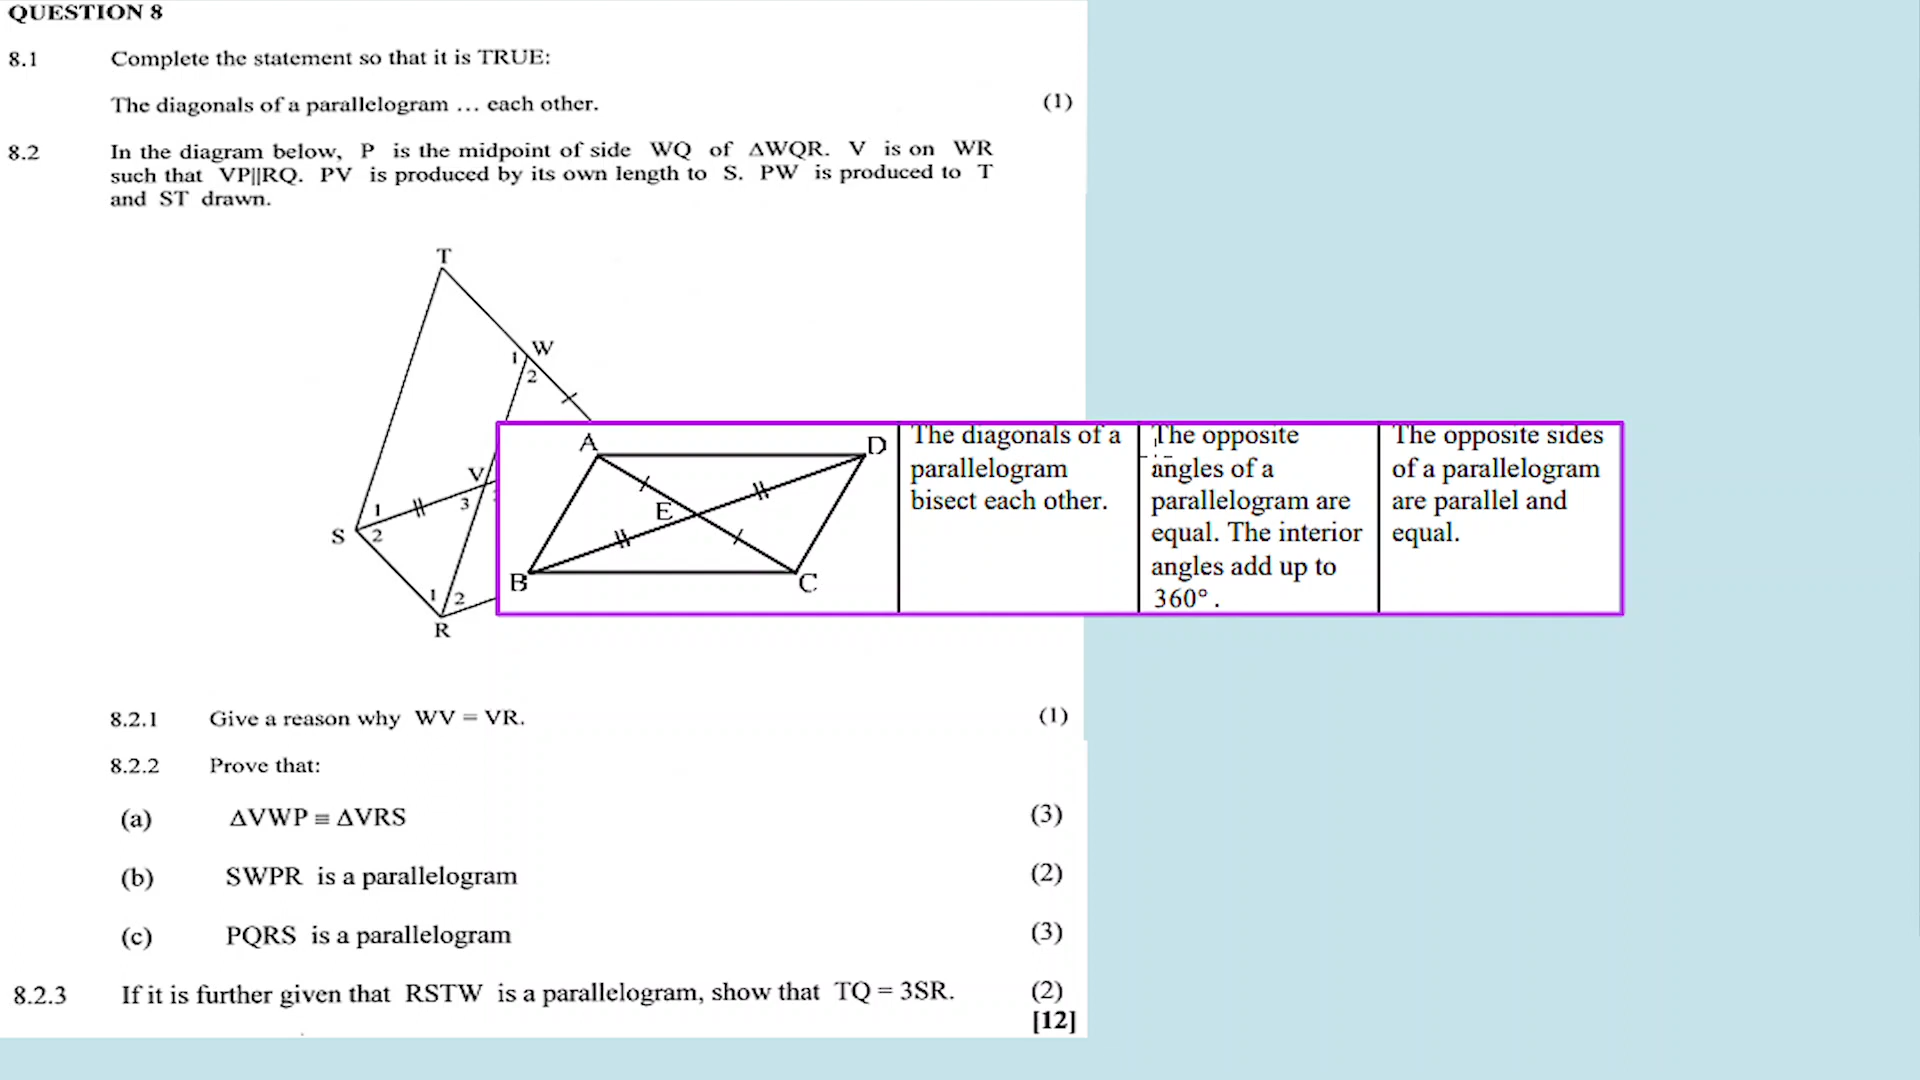 QUESTION 8
8.1 Complete the statement so that it is TRUE:
The diagonals of a parallelogram ... each other. (1)
8.2 In the diagram below, P is the midpoint of side WQ of ΔWQR. V is on WR
such that VP||RQ. PV is produced by its own length to S. PW is produced to T
and ST drawn.
T
1 W
2
V
1 3
S 2
1 2
R
A D
E
B C
The diagonals of a
parallelogram
bisect each other.
The opposite
angles of a
parallelogram are
equal. The interior
angles add up to
360° .
The opposite sides
of a parallelogram
are parallel and
equal.
8.2.1 Give a reason why WV = VR. (1)
8.2.2 Prove that:
(a) ΔVWP ≡ ΔVRS (3)
(b) SWPR is a parallelogram (2)
(c) PQRS is a parallelogram (3)
8.2.3 If it is further given that RSTW is a parallelogram, show that TQ = 3SR. (2)
[12]